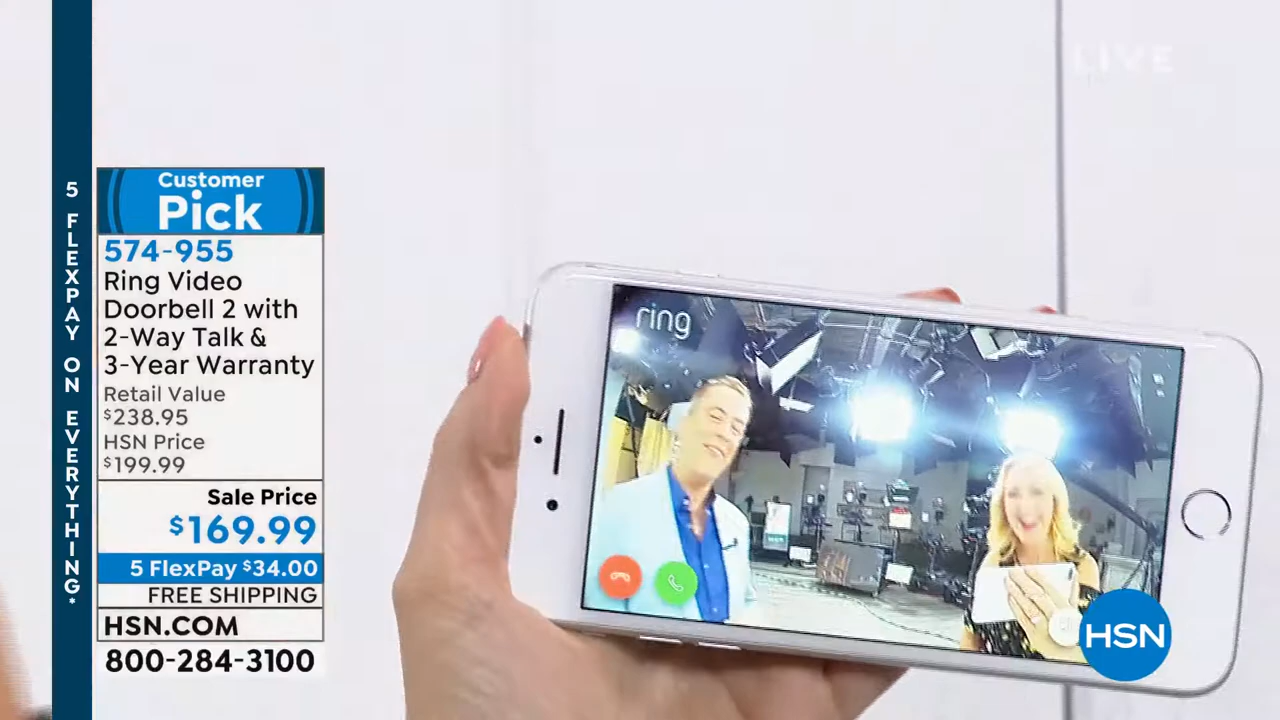 LIVE
5 FLEXPAY ON EVERYTHING.*
Customer
Pick
574-955
Ring Video
Doorbell 2 with
2-Way Talk &
3-Year Warranty
Retail Value
$238.95
HSN Price
$199.99
Sale Price
$169.99
5 FlexPay $34.00
FREE SHIPPING
HSN.COM
800-284-3100
ring
HSN